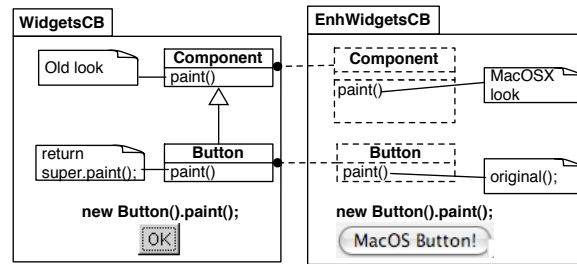 WidgetsCB
Component
paint()
Old look
Button
paint()
return
super.paint();
new Button().paint();
OK
EnhWidgetsCB
Component
paint()
MacOSX
look
Button
paint()
original();
new Button().paint();
MacOS Button!